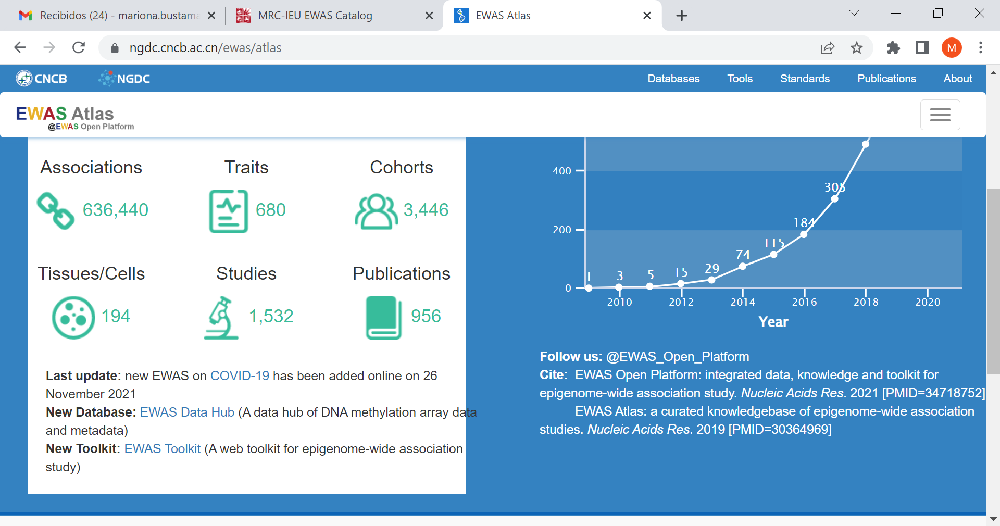 Recibidos (24) - mariona.bustama
MRC-IEU EWAS Catalog
EWAS Atlas
ngdc.cncb.ac.cn/ewas/atlas
M
CNCB
NGDC
Databases
Tools
Standards
Publications
About
EWAS Atlas
@EWAS Open Platform
Associations
Traits
Cohorts
636,440
680
3,446
Tissues/Cells
Studies
Publications
194
1,532
956
Last update: new EWAS on COVID-19 has been added online on 26
November 2021
New Database: EWAS Data Hub (A data hub of DNA methylation array data
and metadata)
New Toolkit: EWAS Toolkit (A web toolkit for epigenome-wide association
study)
400
200
0
1
3
5
15
29
74
115
184
305
2010
2012
2014
2016
2018
2020
Year
Follow us: @EWAS_Open_Platform
Cite: EWAS Open Platform: integrated data, knowledge and toolkit for
epigenome-wide association study. Nucleic Acids Res. 2021 [PMID=34718752]
EWAS Atlas: a curated knowledgebase of epigenome-wide association
studies. Nucleic Acids Res. 2019 [PMID=30364969]